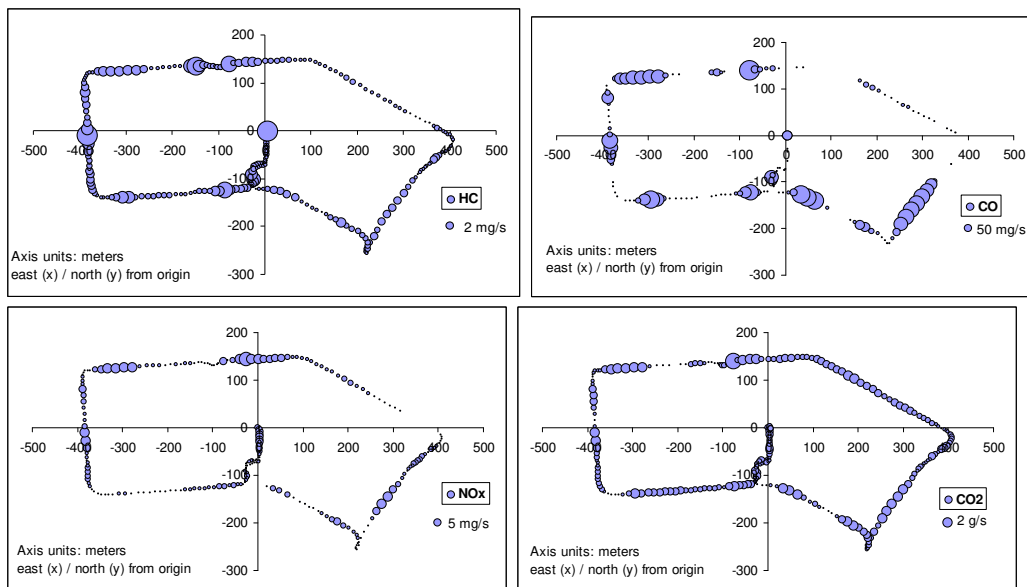 200
100
0
-500 -400 -300 -200 -100 0 100 200 300 400 500
-100
HC
2 mg/s
-200
Axis units: meters
east (x) / north (y) from origin
-300
200
100
0
-500 -400 -300 -200 -100 0 100 200 300 400 500
-100
CO
50 mg/s
-200
Axis units: meters
east (x) / north (y) from origin
-300
200
100
0
-500 -400 -300 -200 -100 0 100 200 300 400 500
-100
NOx
5 mg/s
-200
Axis units: meters
east (x) / north (y) from origin
-300
200
100
0
-500 -400 -300 -200 -100 0 100 200 300 400 500
-100
CO2
2 g/s
-200
Axis units: meters
east (x) / north (y) from origin
-300